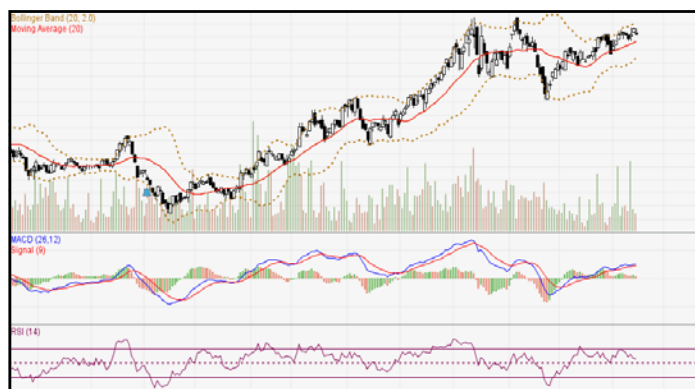 Bollinger Band (20, 2.0)
Moving Average (20)
MACD (26,12)
Signal (9)
RSI (14)